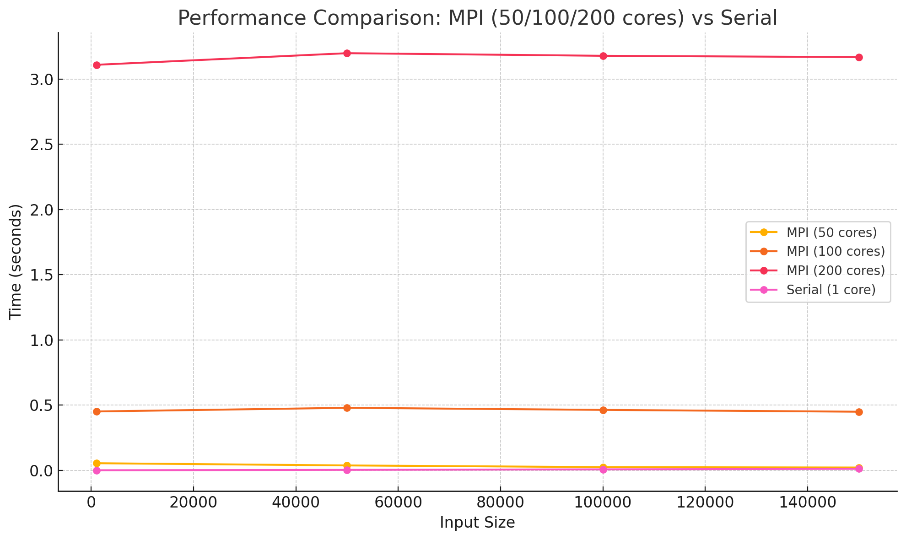 Performance Comparison: MPI (50/100/200 cores) vs Serial
Time (seconds)
3.0
2.5
2.0
1.5
1.0
0.5
0.0
MPI (50 cores)
MPI (100 cores)
MPI (200 cores)
Serial (1 core)
0 20000 40000 60000 80000 100000 120000 140000
Input Size